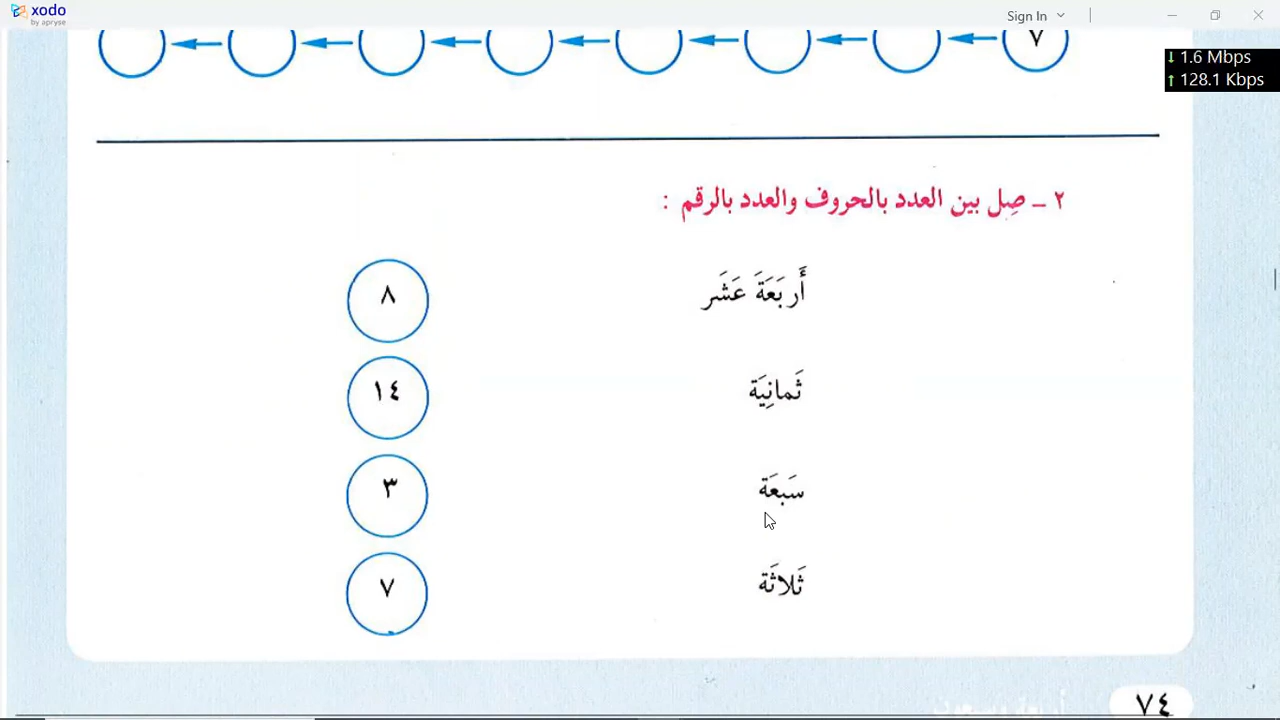 xodo
by apryse
Sign In
↓ 1.6 Mbps
↑ 128.1 Kbps
٧
٢ ـ صِل بين العدد بالحروف والعدد بالرقم :
أَربَعَةَ عَشَر
٨
ثَمانِيَة
١٤
سَبعَة
٣
ثَلاثَة
٧
٧٤